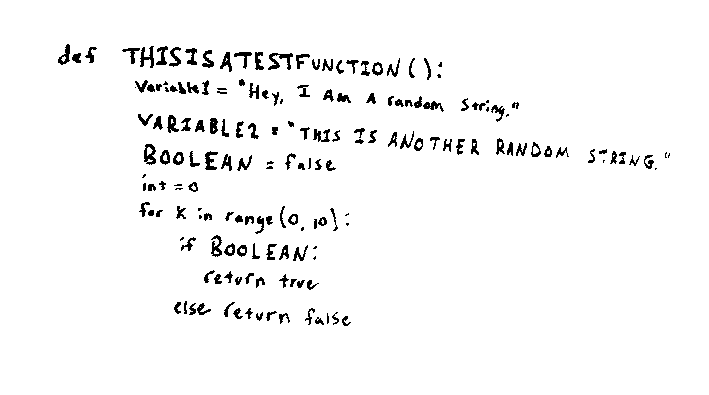 def THISISATESTFUNCTION():
Variable1 = "Hey, I Am A random String."
VARIABLE2 = "THIS IS ANOTHER RANDOM STRING."
BOOLEAN = false
int = 0
for K in range(0, 10):
if BOOLEAN:
return true
else return false